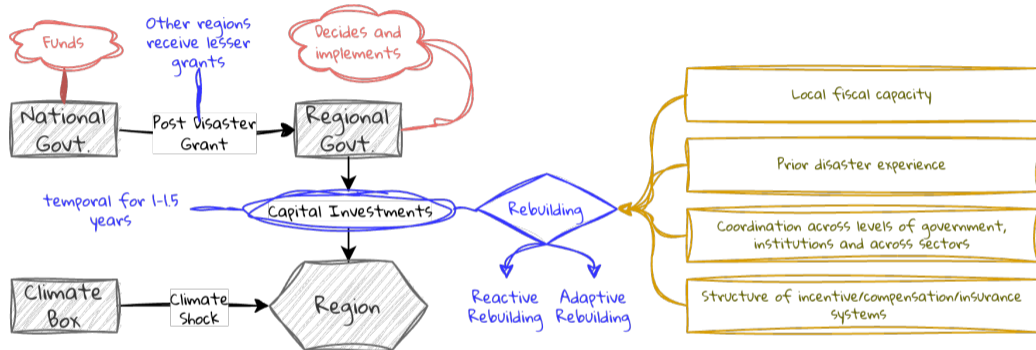 Funds
Other regions
receive lesser
grants
Decides and
implements
National
Govt.
Post Disaster
Grant
Regional
Govt.
temporal for 1-1.5
years
Capital Investments
Rebuilding
Reactive
Rebuilding
Adaptive
Rebuilding
Climate
Box
Climate
Shock
Region
Local fiscal capacity
Prior disaster experience
Coordination across levels of government,
institutions and across sectors
Structure of incentive/compensation/insurance
systems